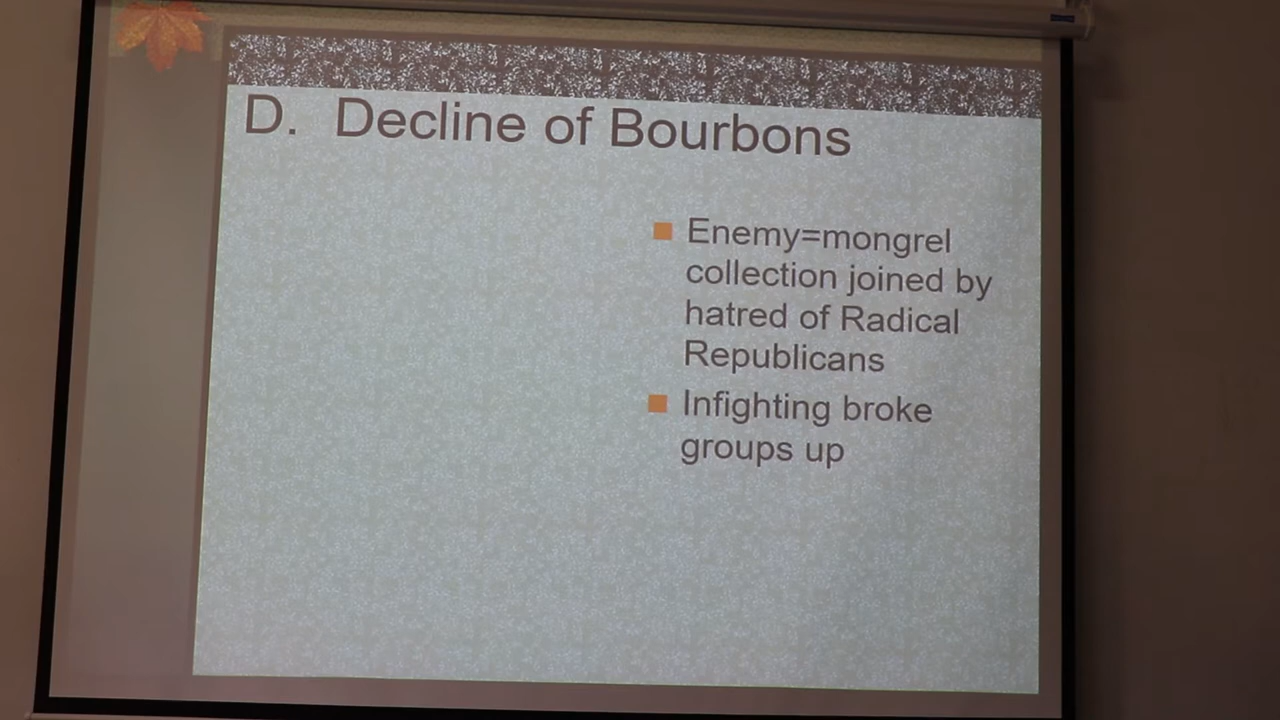 D. Decline of Bourbons
Enemy=mongrel
collection joined by
hatred of Radical
Republicans
Infighting broke
groups up